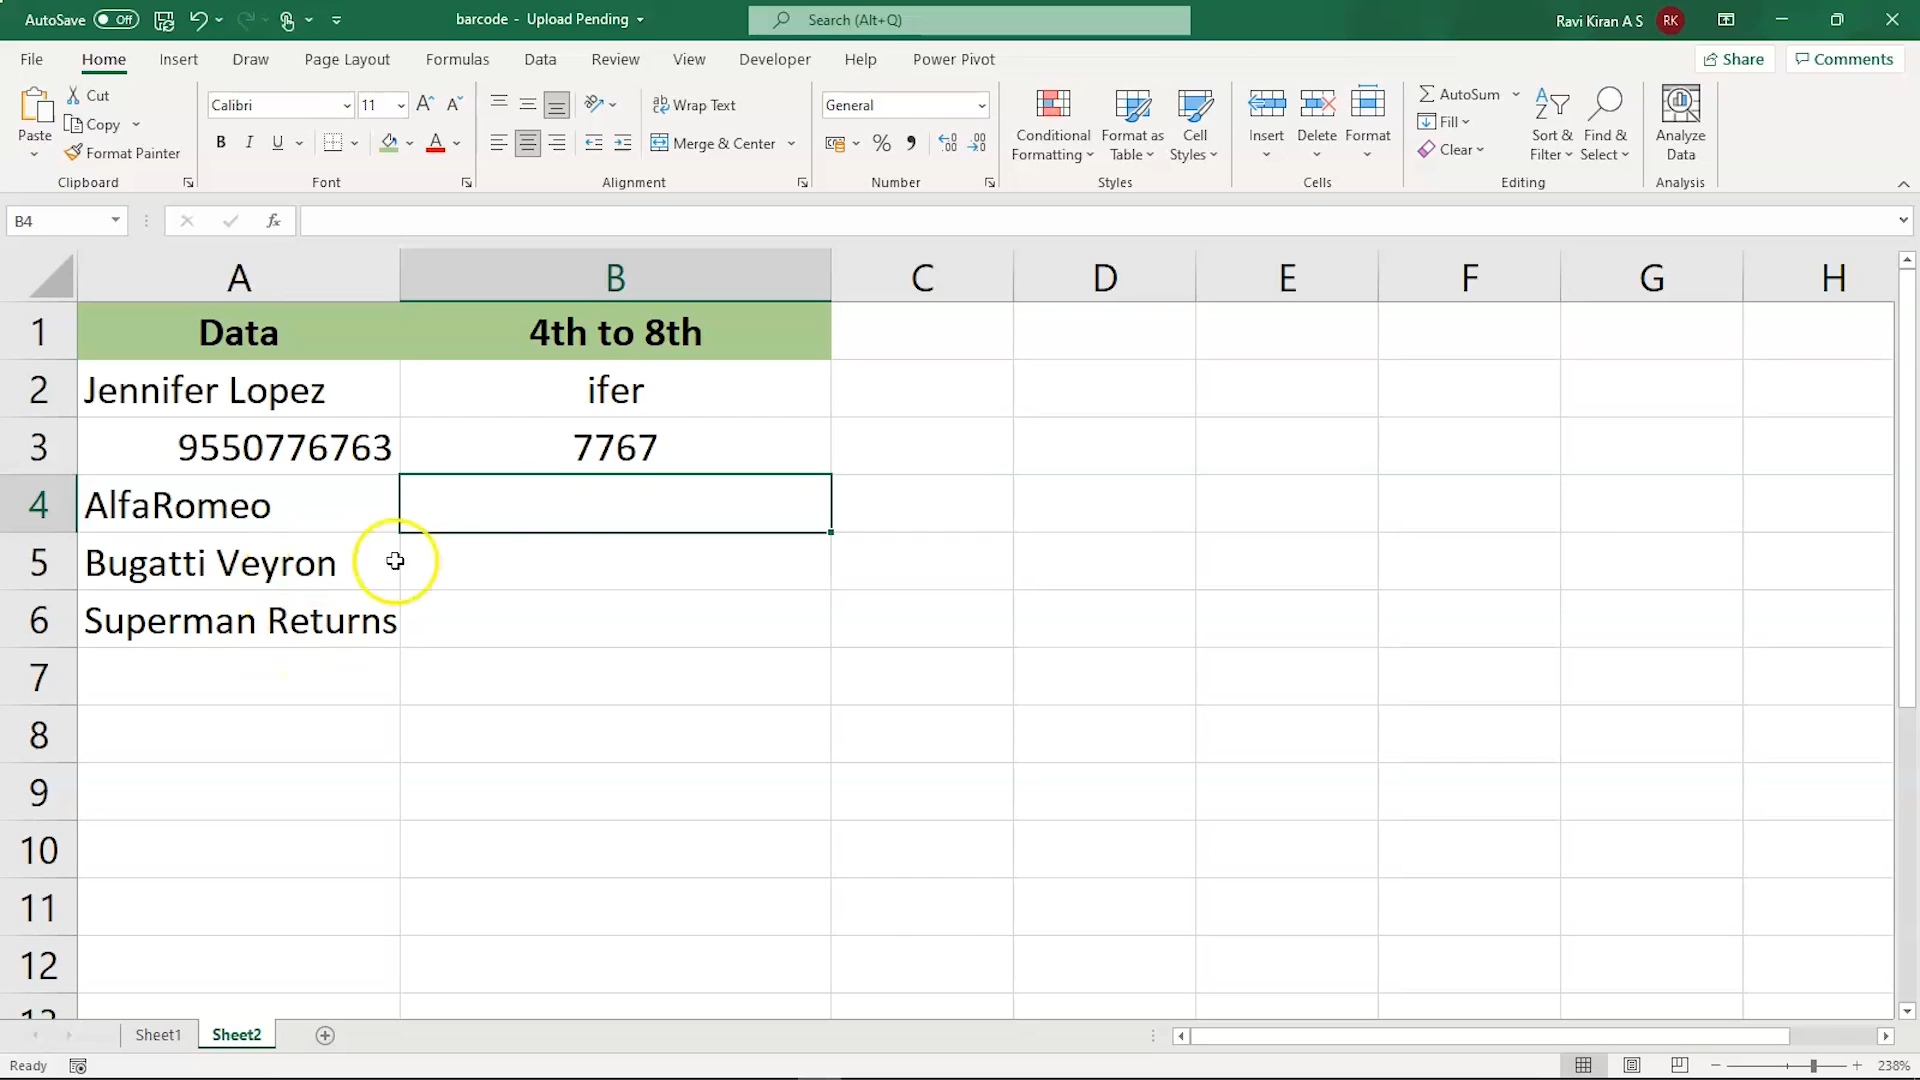 AutoSave Off barcode - Upload Pending Search (Alt+Q) Ravi Kiran A S RK
File Home Insert Draw Page Layout Formulas Data Review View Developer Help Power Pivot Share Comments
Paste Cut Copy Format Painter Clipboard
Calibri 11 A A B I U A Font
ab Wrap Text Merge & Center Alignment
General % Number
Conditional Formatting Format as Table Cell Styles Styles
Insert Delete Format Cells
AutoSum Fill Clear Sort & Filter Find & Select Editing
Analyze Data Analysis
B4 fx
A B C D E F G H
1 Data 4th to 8th
2 Jennifer Lopez ifer
3 9550776763 7767
4 AlfaRomeo
5 Bugatti Veyron
6 Superman Returns
7
8
9
10
11
12
Sheet1 Sheet2
Ready 238%